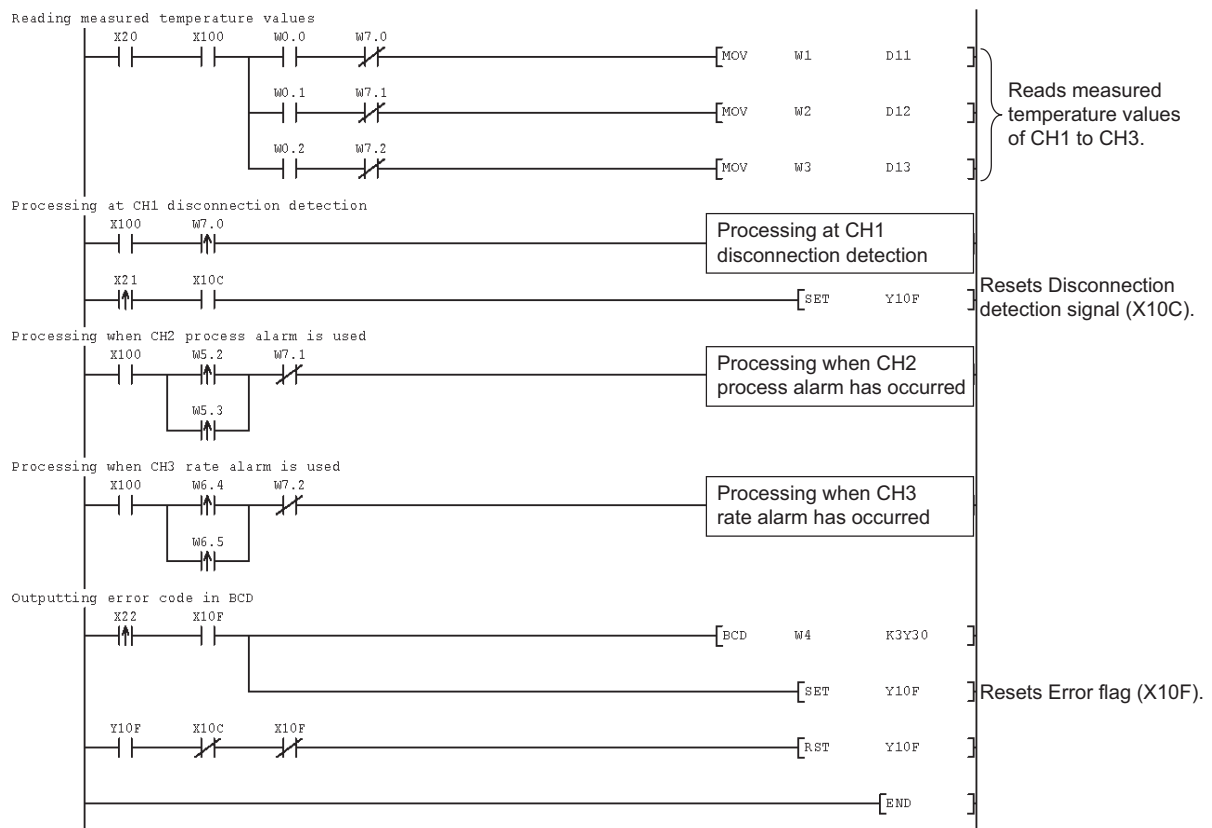 Reading measured temperature values
X20 X100 W0.0 W7.0
MOV W1 D11
W0.1 W7.1
MOV W2 D12
W0.2 W7.2
MOV W3 D13
Reads measured
temperature values
of CH1 to CH3.
Processing at CH1 disconnection detection
X100 W7.0
Processing at CH1
disconnection detection
X21 X10C
SET Y10F
Resets Disconnection
detection signal (X10C).
Processing when CH2 process alarm is used
X100 W5.2 W7.1
Processing when CH2
process alarm has occurred
W5.3
Processing when CH3 rate alarm is used
X100 W6.4 W7.2
Processing when CH3
rate alarm has occurred
W6.5
Outputting error code in BCD
X22 X10F
BCD W4 K3Y30
SET Y10F
Resets Error flag (X10F).
Y10F X10C X10F
RST Y10F
END